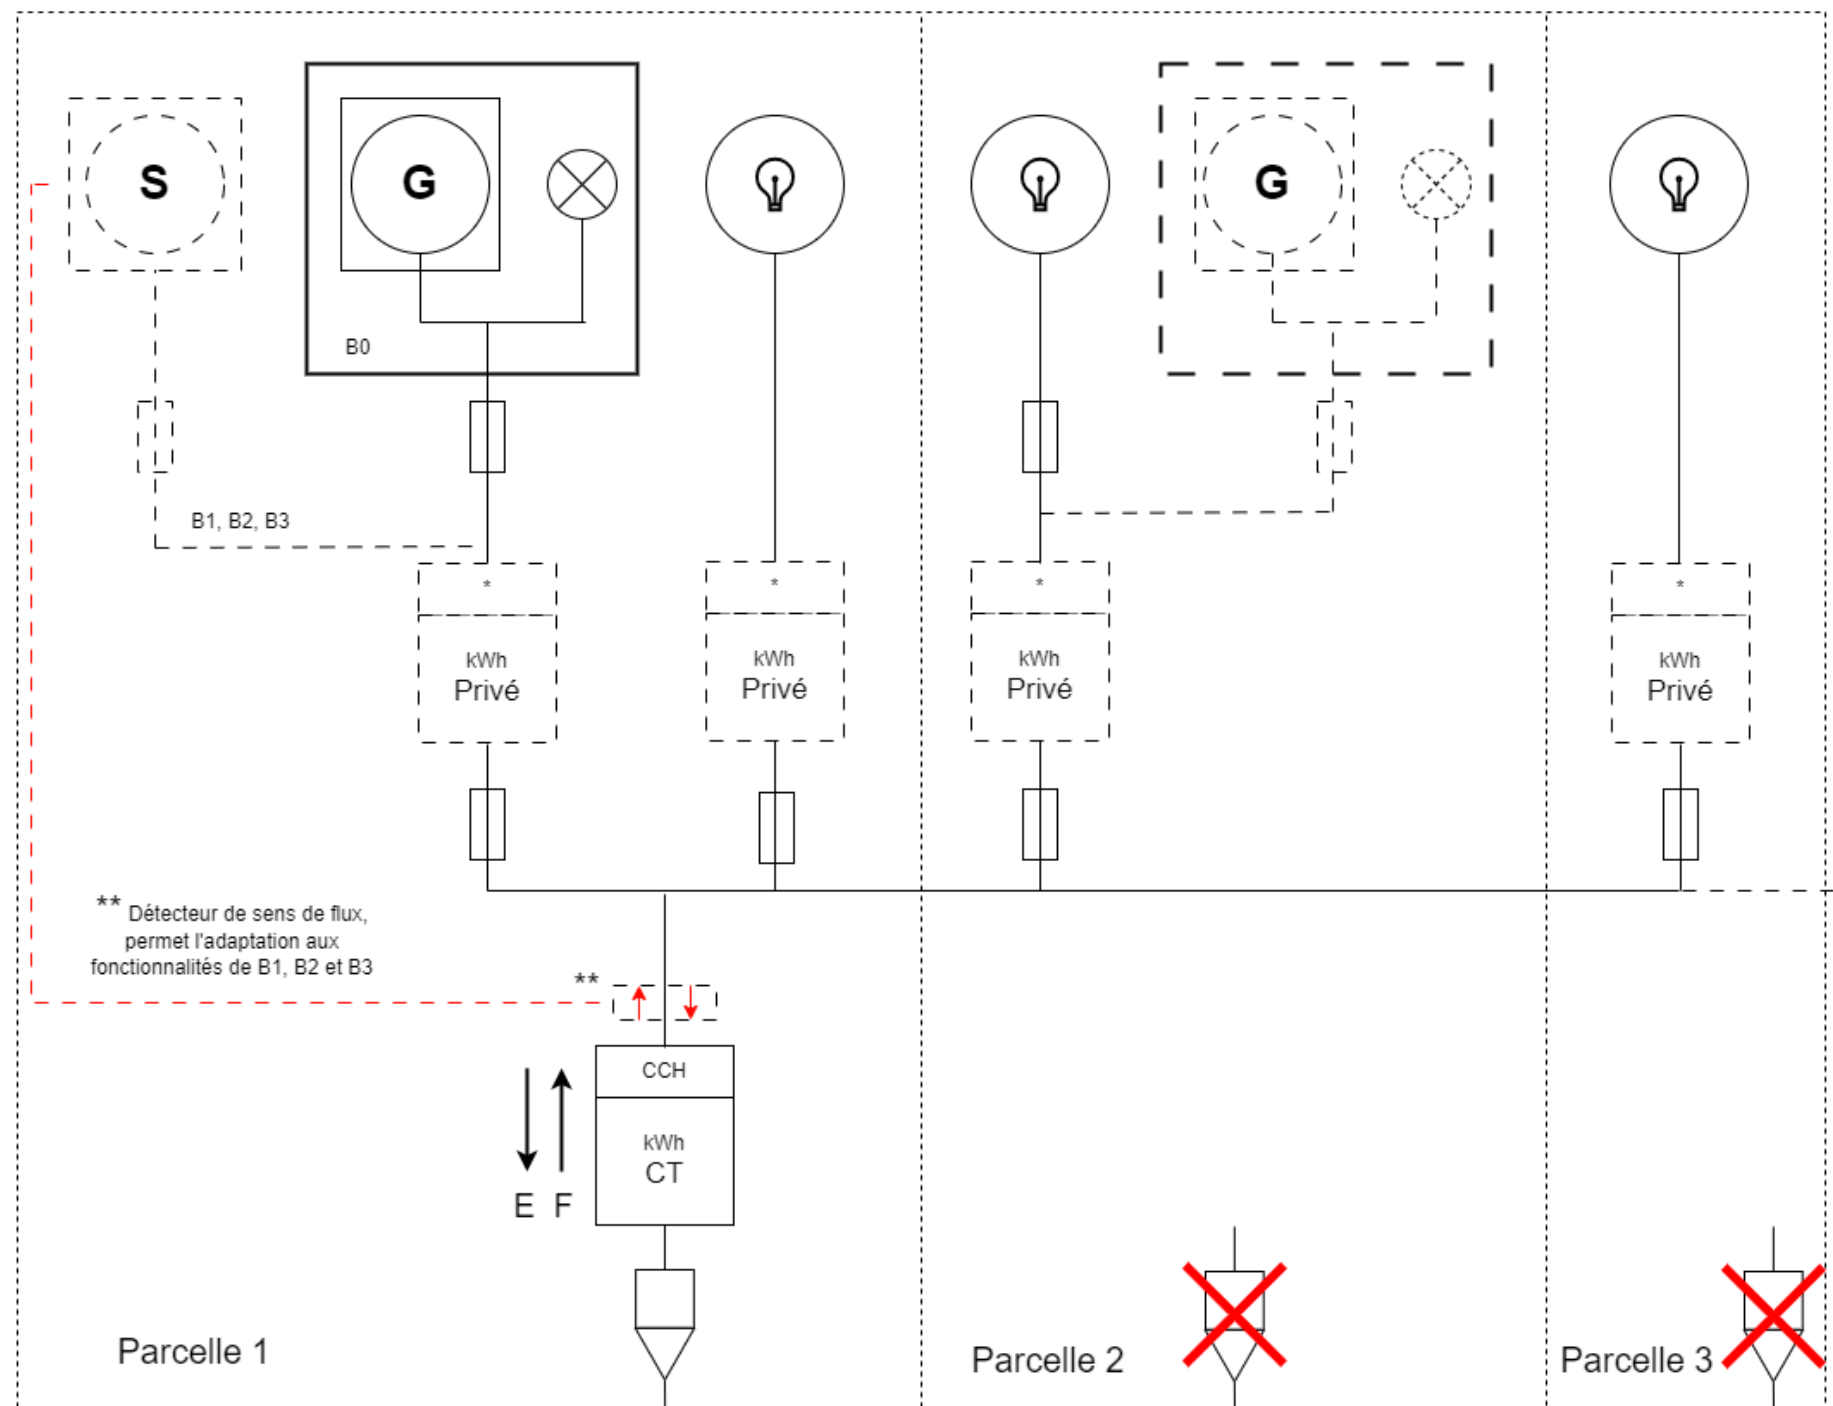 S
G
G
B0
B1, B2, B3
*
*
*
*
kWh
Privé
kWh
Privé
kWh
Privé
kWh
Privé
** Détecteur de sens de flux,
permet l'adaptation aux
fonctionnalités de B1, B2 et B3
**
CCH
kWh
CT
E F
Parcelle 1
Parcelle 2
Parcelle 3